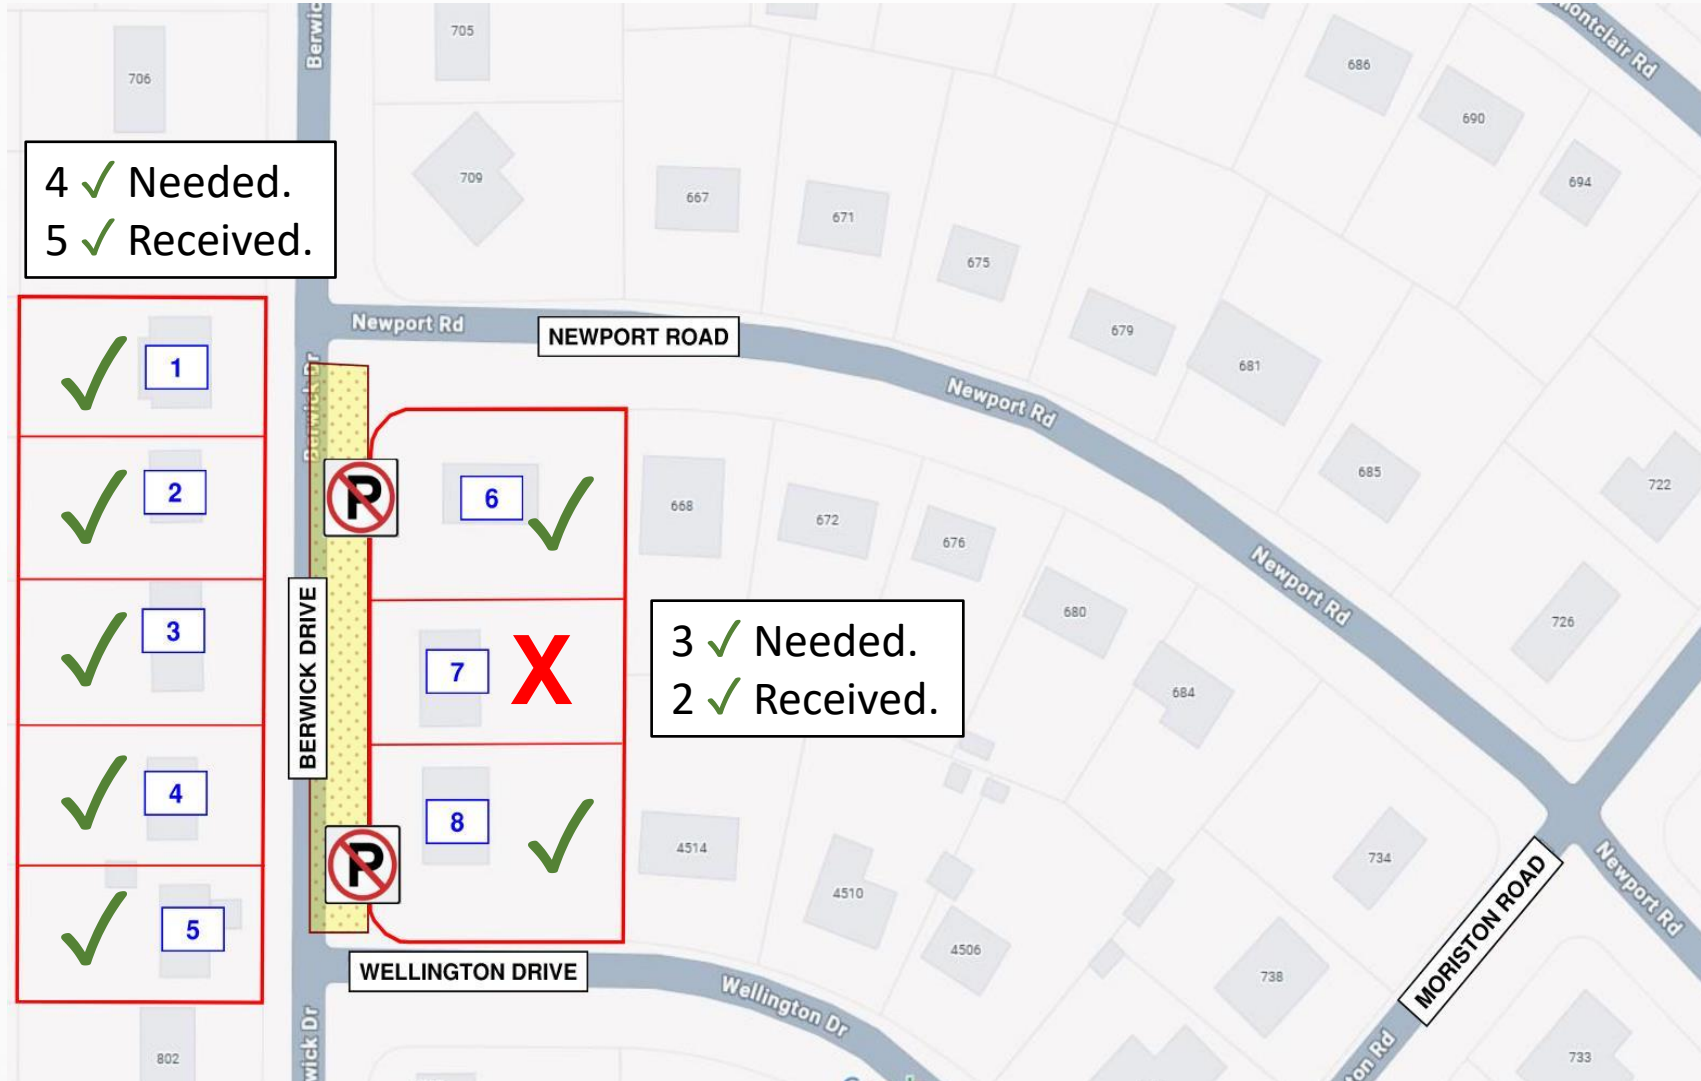 Berwic
705
706
Montclair Rd
686
690
694
709
667
671
675
679
681
685
722
726
4 ✓ Needed.
5 ✓ Received.
Newport Rd
NEWPORT ROAD
Newport Rd
Newport Rd
Newport Rd
Berwick Dr
BERWICK DRIVE
1
2
3
4
5
P
P
6
7
X
8
3 ✓ Needed.
2 ✓ Received.
668
672
676
680
684
4514
4510
4506
734
738
733
MORISTON ROAD
ton Rd
WELLINGTON DRIVE
Wellington Dr
wick Dr
802